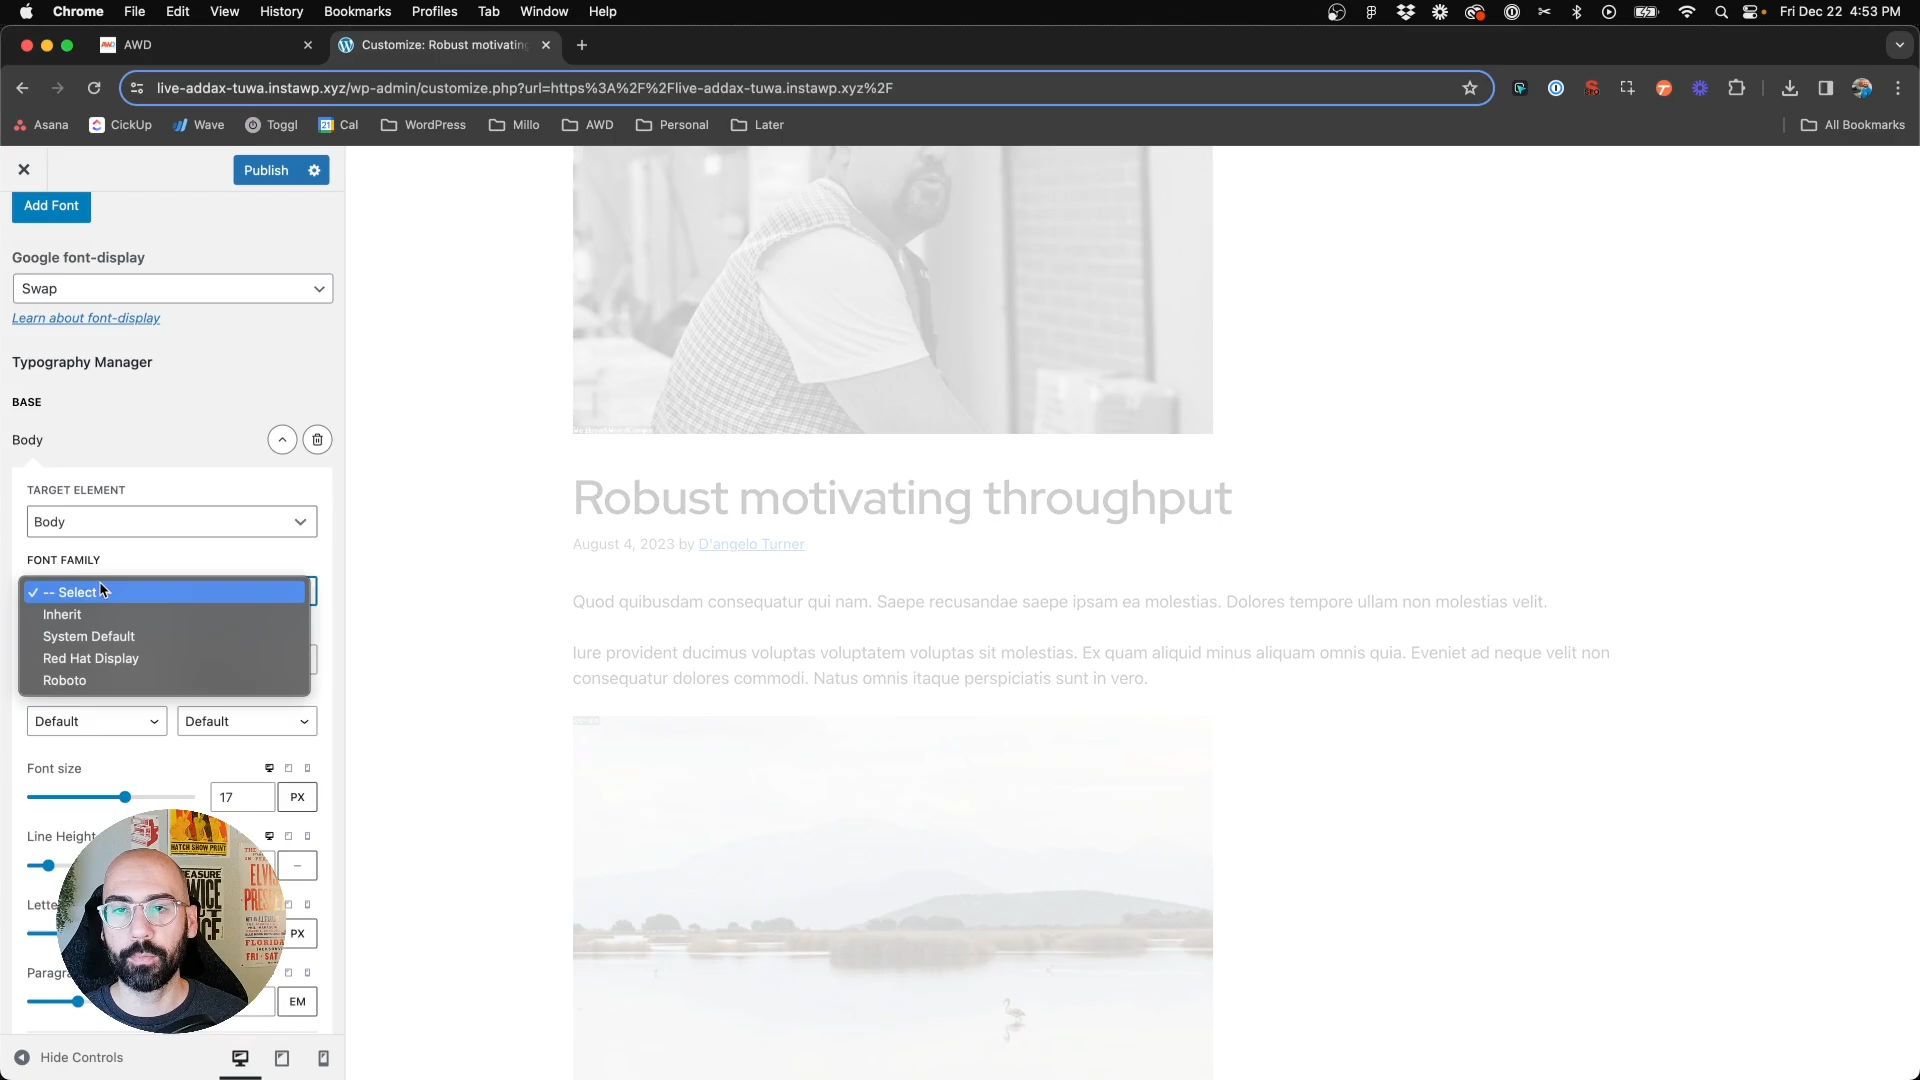 Chrome File Edit View History Bookmarks Profiles Tab Window Help Fri Dec 22 4:53 PM
AWD
Customize: Robust motivating
live-addax-tuwa.instawp.xyz/wp-admin/customize.php?url=https%3A%2F%2Flive-addax-tuwa.instawp.xyz%2F
Asana CickUp Wave Toggl Cal WordPress Millo AWD Personal Later All Bookmarks
Publish
Add Font
Google font-display
Swap
Learn about font-display
Typography Manager
BASE
Body
TARGET ELEMENT
Body
FONT FAMILY
-- Select
Inherit
System Default
Red Hat Display
Roboto
Default Default
Font size
17 PX
Line Height
–
PX
EM
Hide Controls
Robust motivating throughput
August 4, 2023 by D'angelo Turner
Quod quibusdam consequatur qui nam. Saepe recusandae saepe ipsam ea molestias. Dolores tempore ullam non molestias velit.
Iure provident ducimus voluptas voluptatem voluptas sit molestias. Ex quam aliquid minus aliquam omnis quia. Eveniet ad neque velit non
consequatur dolores commodi. Natus omnis itaque perspiciatis sunt in vero.
HATCH SHOW PRINT
FLORIDA